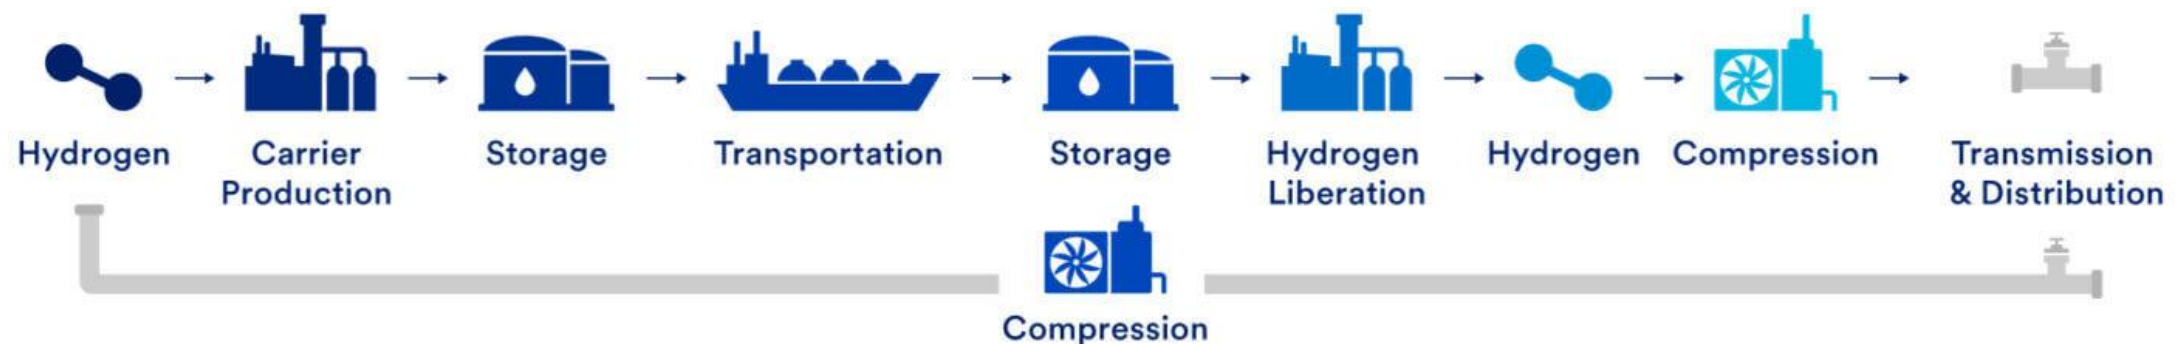 Hydrogen
Carrier
Production
Storage
Transportation
Storage
Hydrogen
Liberation
Hydrogen
Compression
Transmission
& Distribution
Compression